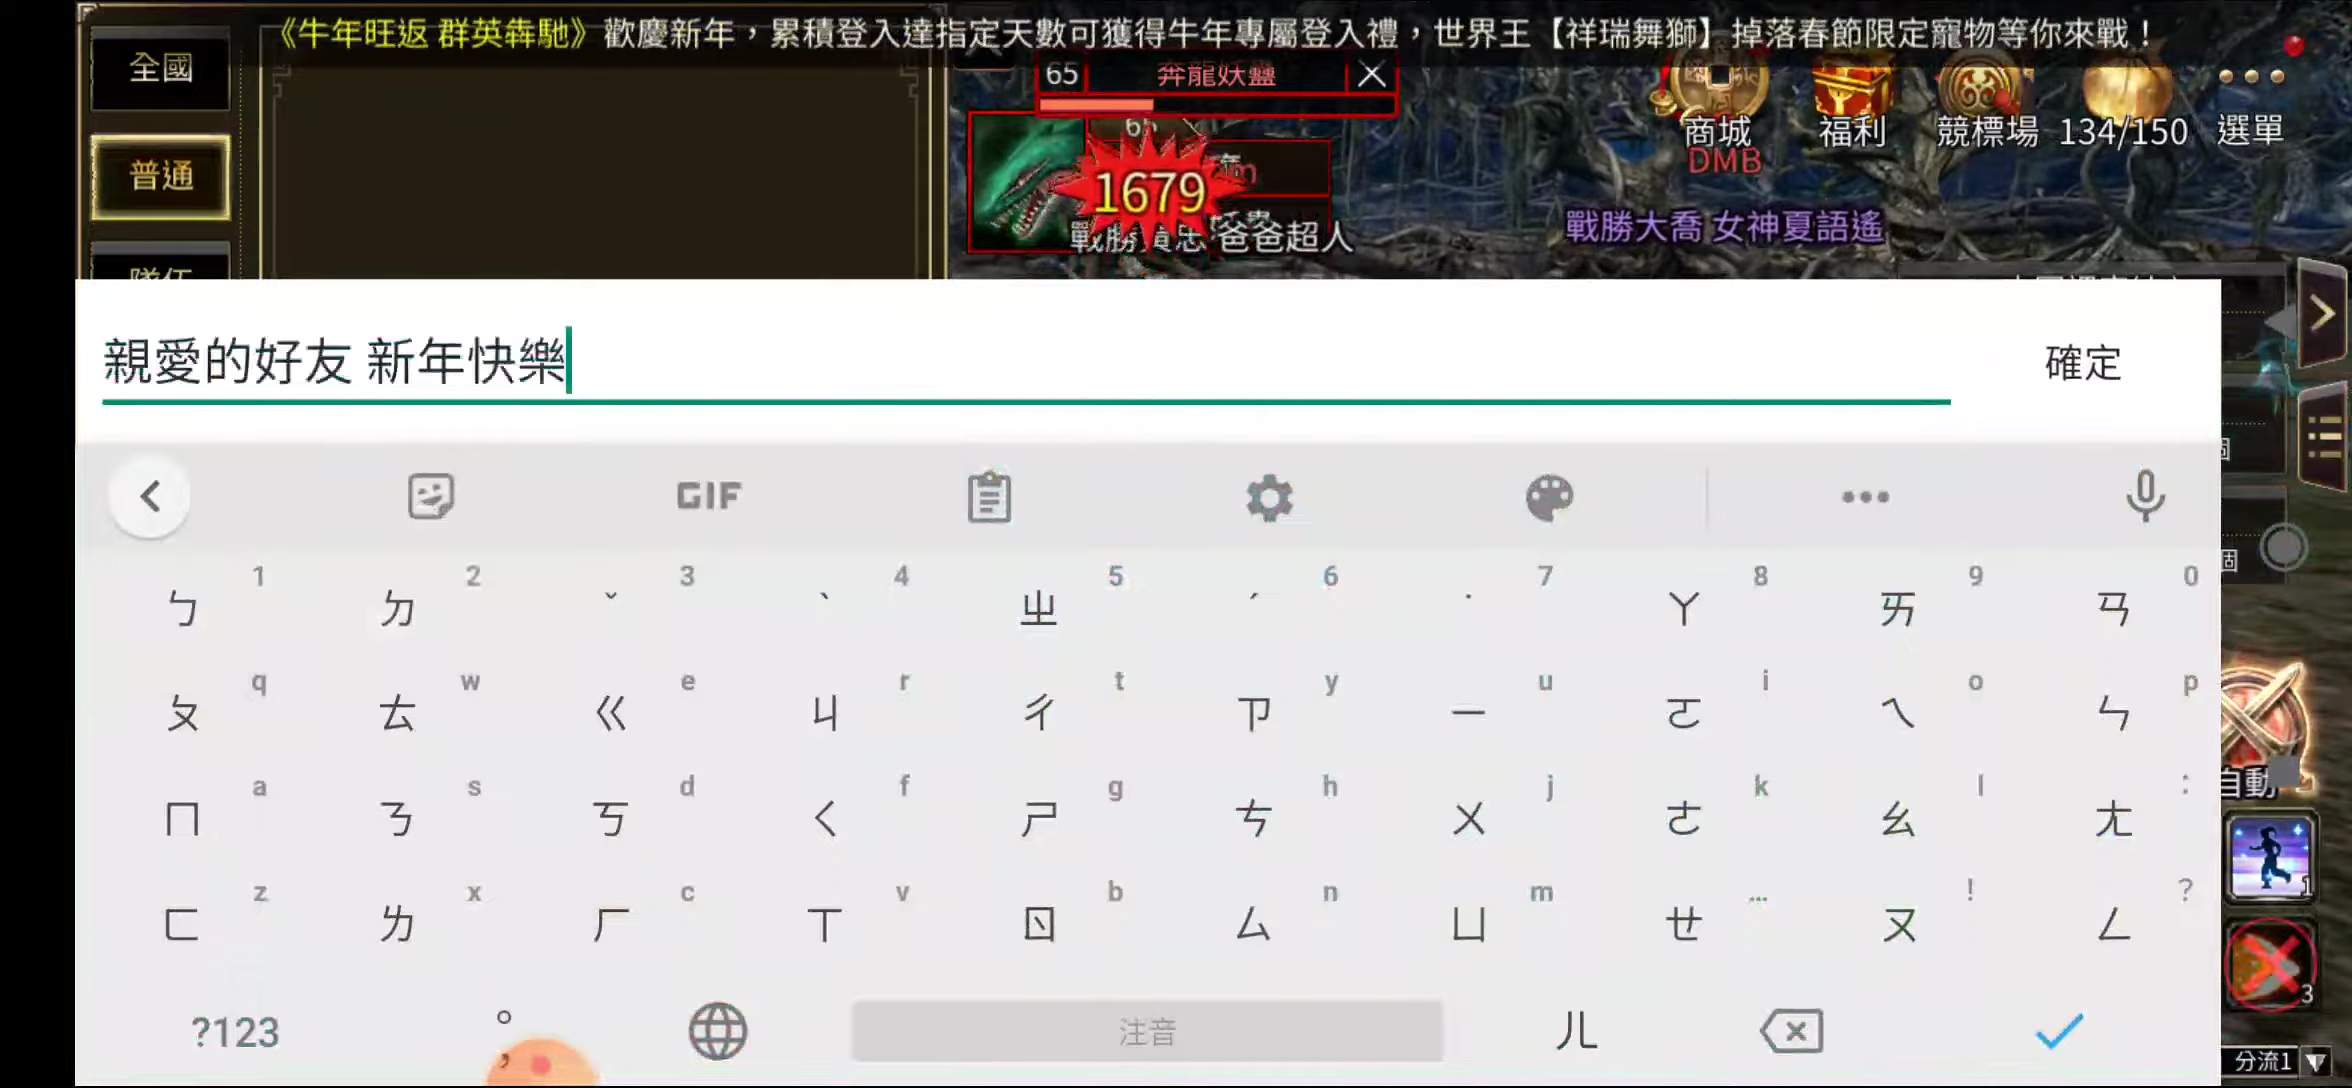 《牛年旺返 群英犇馳》歡慶新年，累積登入達指定天數可獲得牛年專屬登入禮，世界王【祥瑞舞獅】掉落春節限定寵物等你來戰！
全國
普通
隊伍
65 奔龍妖蠱
1679
爸爸超人
商城 福利 競標場 134/150 選單
DMB
戰勝大喬 女神夏語遙
親愛的好友 新年快樂 確定
GIF
ㄅ 1 ㄉ 2 ˇ 3 ˋ 4 ㄓ 5 ˊ 6 ˙ 7 ㄚ 8 ㄞ 9 ㄢ 0
ㄆ q ㄊ w ㄍ e ㄐ r ㄔ t ㄗ y ㄧ u ㄛ i ㄟ o ㄣ p
ㄇ a ㄋ s ㄎ d ㄑ f ㄕ g ㄘ h ㄨ j ㄜ k ㄠ l ㄤ :
ㄈ z ㄌ x ㄏ c ㄒ v ㄖ b ㄙ n ㄩ m ㄝ … ㄡ ! ㄥ ?
?123 。 , 注音 ㄦ
個
自動
1
3
分流1